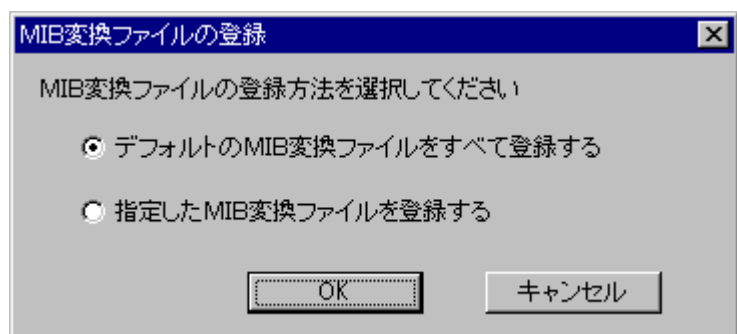 MIB変換ファイルの登録
MIB変換ファイルの登録方法を選択してください
デフォルトのMIB変換ファイルをすべて登録する
指定したMIB変換ファイルを登録する
OK キャンセル